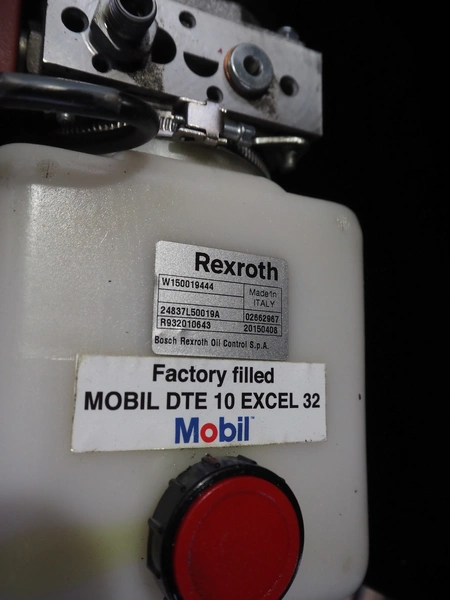 Rexroth
W150019444
Made in
ITALY
24837L50019A 02662967
R932010643 20150408
Bosch Rexroth Oil Control S.p.A.
Factory filled
MOBIL DTE 10 EXCEL 32
Mobil™